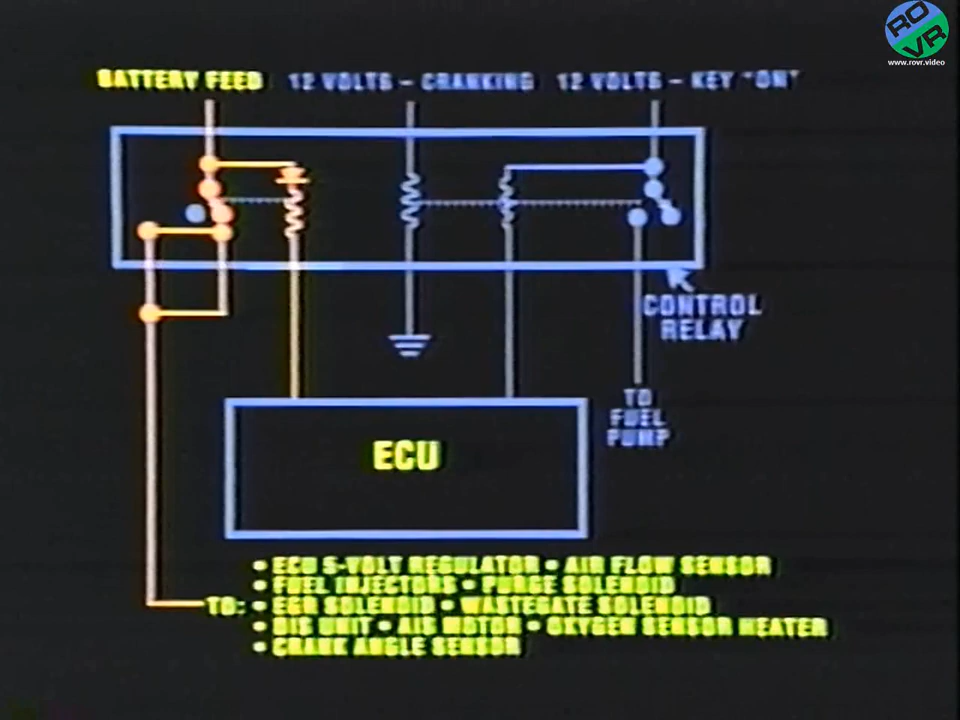 RO
VR
www.rovr.video
BATTERY FEED 12 VOLTS - CRANKING 12 VOLTS - KEY "ON"
CONTROL
RELAY
TO
FUEL
PUMP
ECU
• ECU 5-VOLT REGULATOR • AIR FLOW SENSOR
• FUEL INJECTORS • PURGE SOLENOID
TO: • EGR SOLENOID • WASTEGATE SOLENOID
• DIS UNIT • AIS MOTOR • OXYGEN SENSOR HEATER
• CRANK ANGLE SENSOR